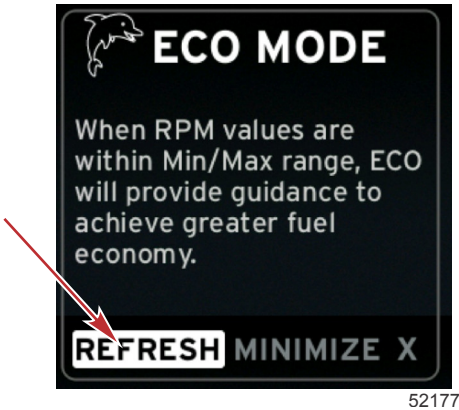 ECO MODE
When RPM values are
within Min/Max range, ECO
will provide guidance to
achieve greater fuel
economy.
REFRESH MINIMIZE X
52177